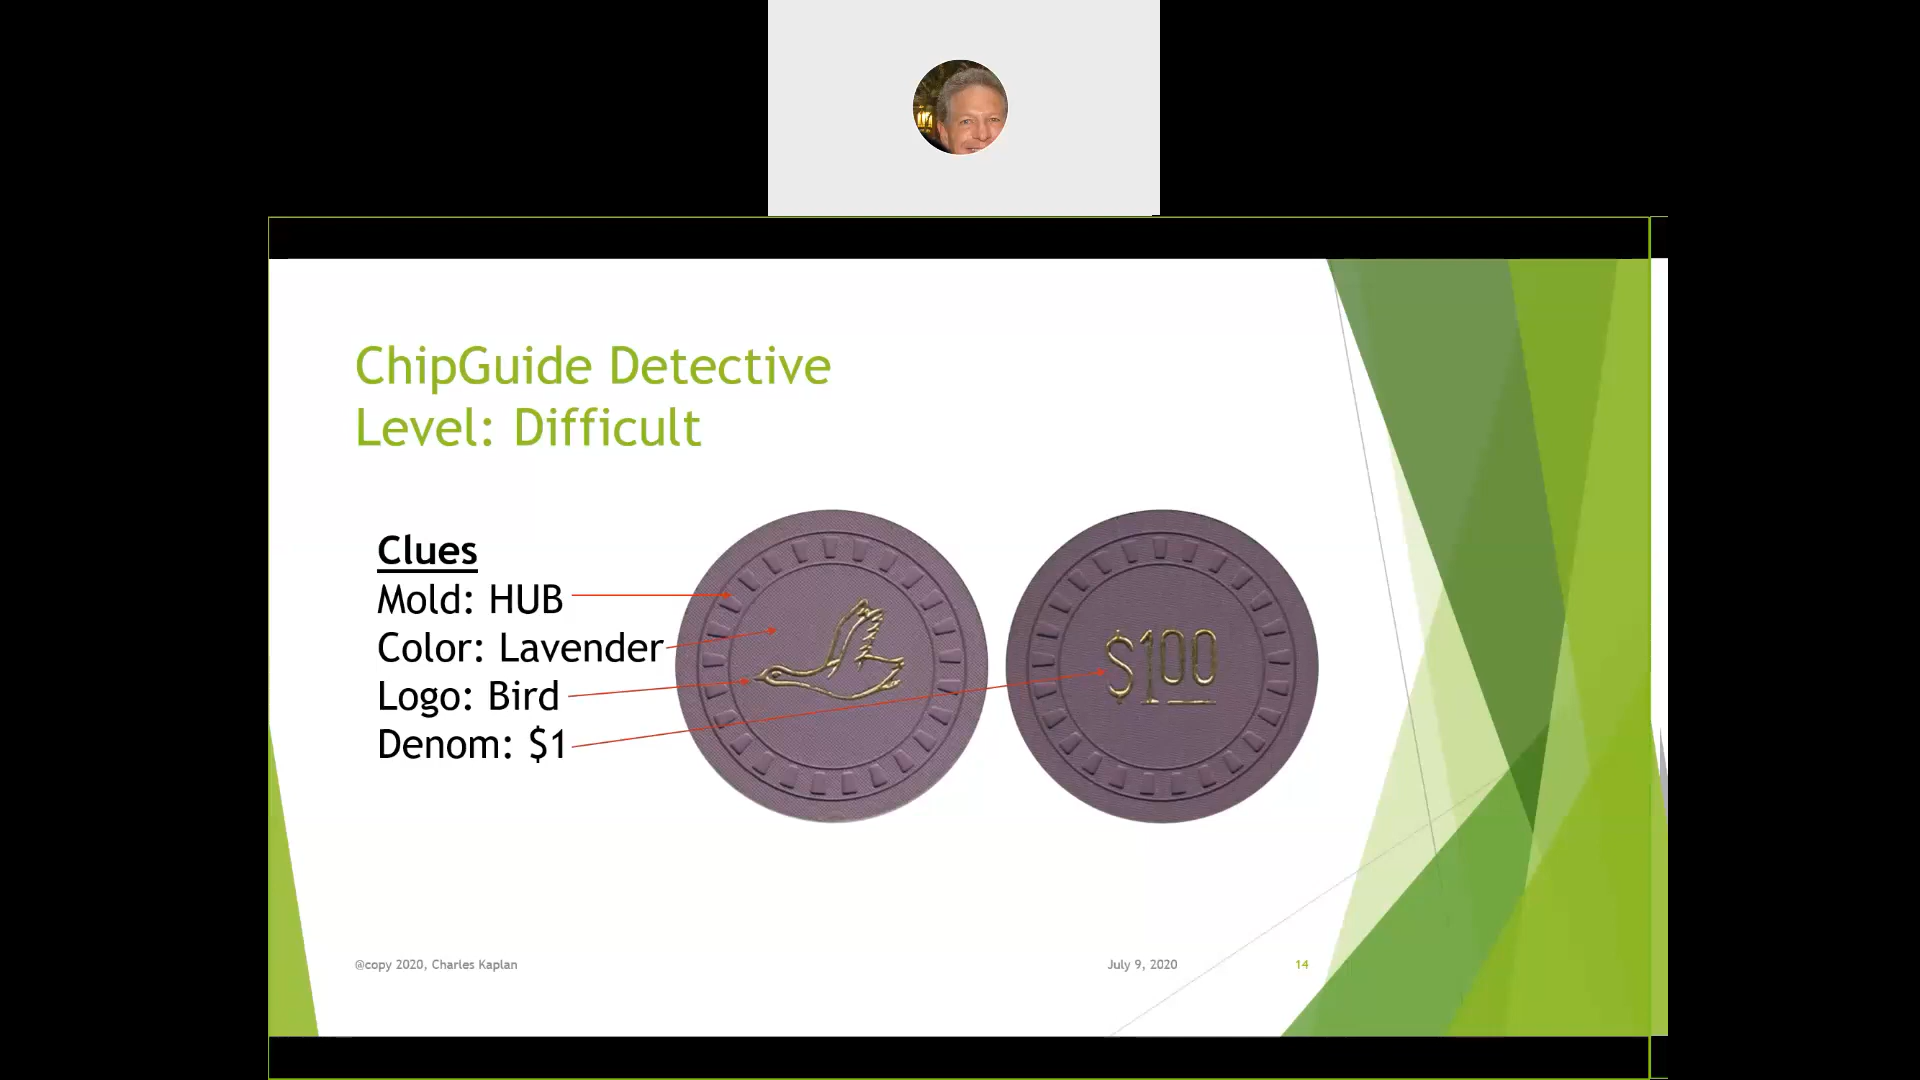 ChipGuide Detective
Level: Difficult
Clues
Mold: HUB
Color: Lavender
Logo: Bird
Denom: $1
$100
@copy 2020, Charles Kaplan
July 9, 2020
14